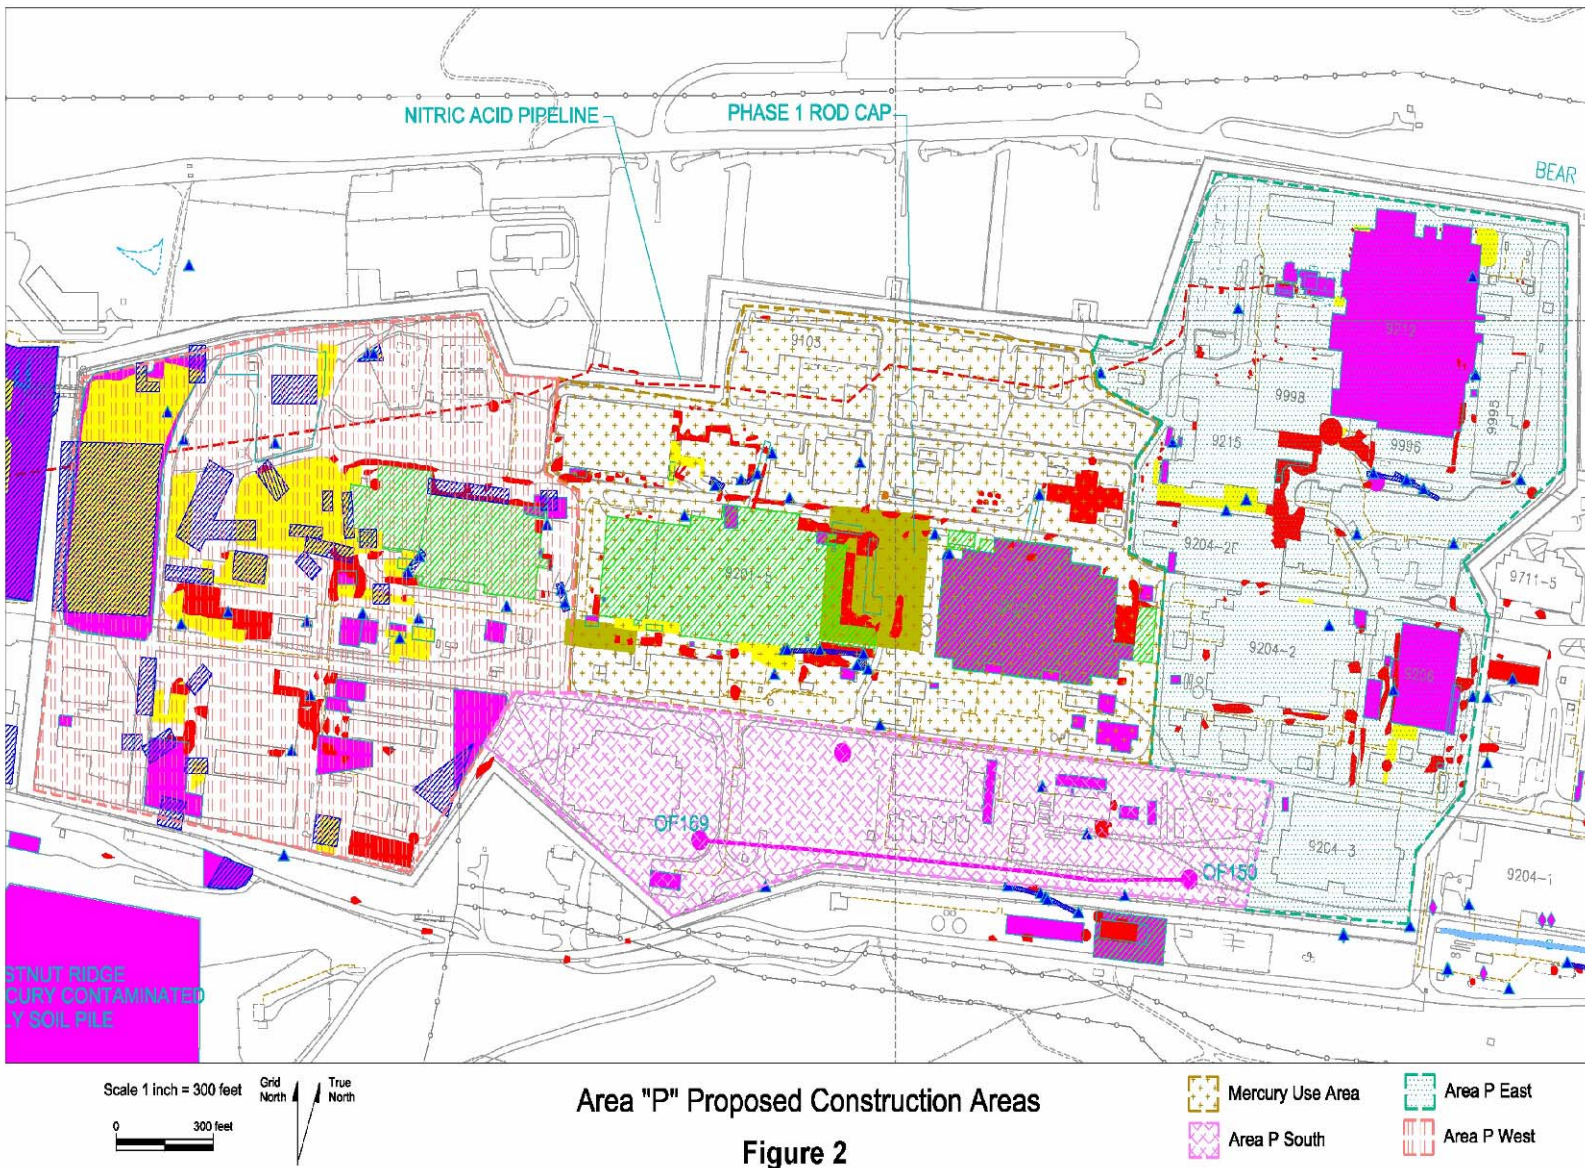 NITRIC ACID PIPELINE
PHASE 1 ROD CAP
BEAR
9103
9212
9998
9995
9215
9996
9204-2
9201-5
9711-5
9204-2
9206
OF169
9204-3
OF150
9204-1
STNUT RIDGE
CURY CONTAMINATED
LY SOIL PILE
Scale 1 inch = 300 feet
0 300 feet
Grid North
True North
Area "P" Proposed Construction Areas
Figure 2
Mercury Use Area
Area P East
Area P South
Area P West